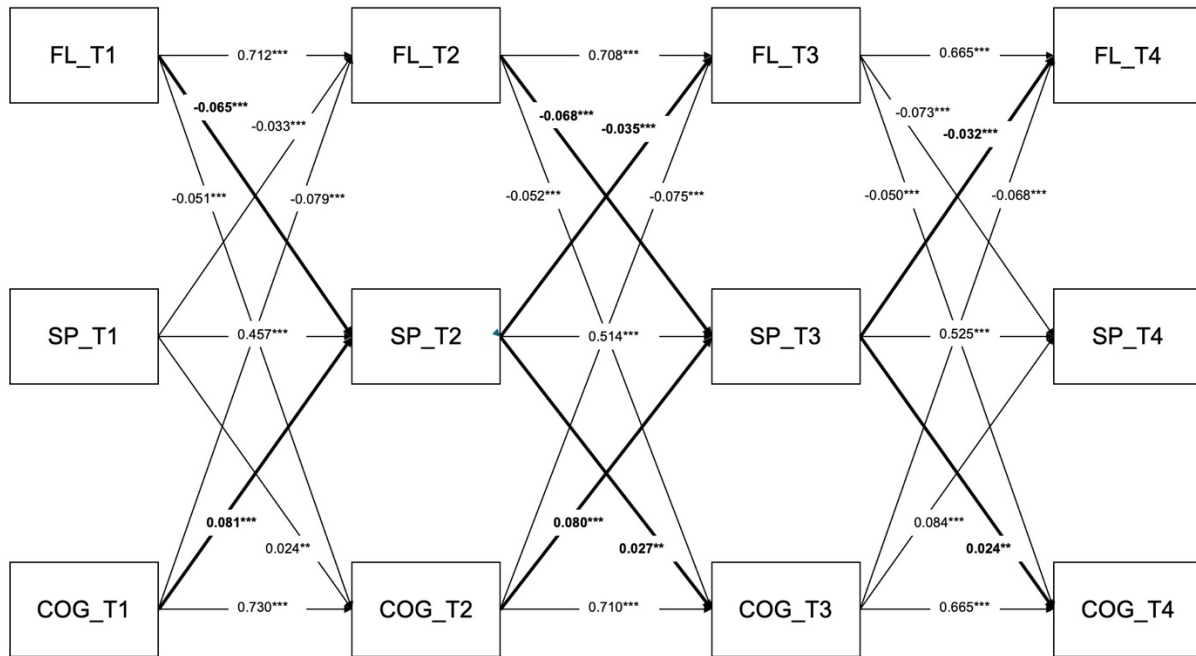 FL_T1 0.712*** FL_T2 0.708*** FL_T3 0.665*** FL_T4
-0.065*** -0.033*** -0.068*** -0.035*** -0.073*** -0.032***
-0.051*** -0.079*** -0.052*** -0.075*** -0.050*** -0.068***
SP_T1 0.457*** SP_T2 0.514*** SP_T3 0.525*** SP_T4
0.081*** 0.024** 0.080*** 0.027** 0.084*** 0.024**
COG_T1 0.730*** COG_T2 0.710*** COG_T3 0.665*** COG_T4